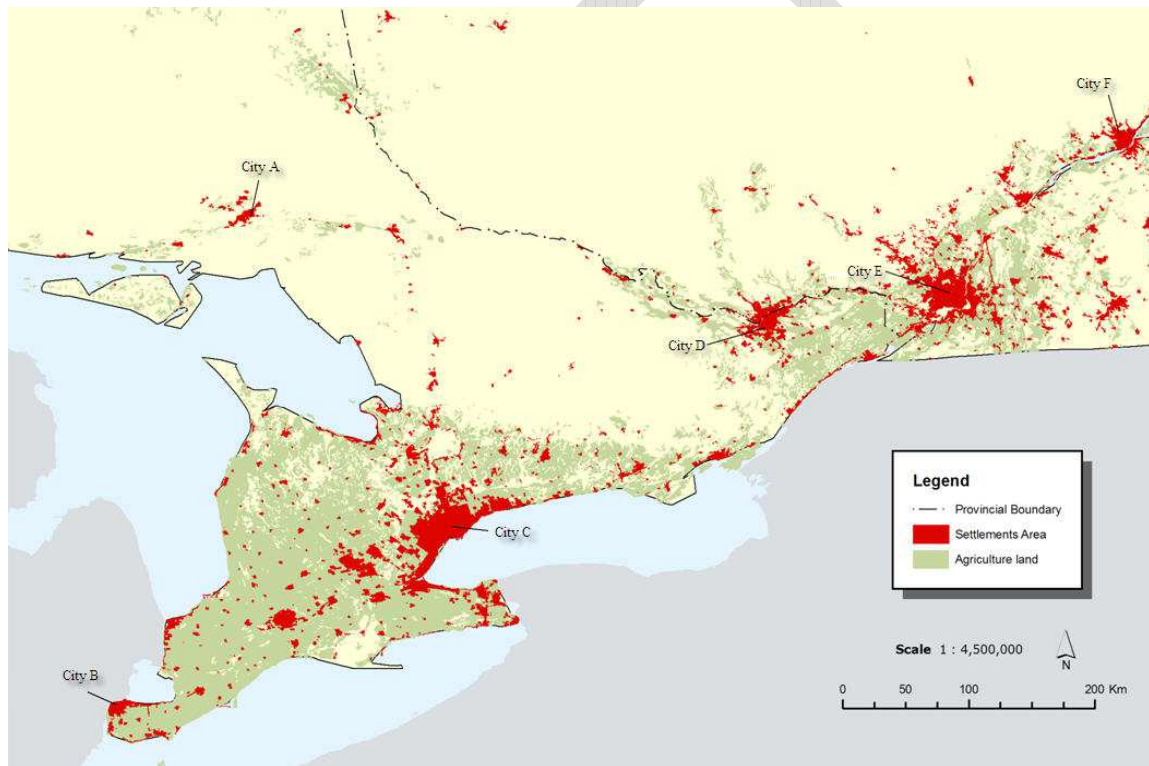 City F
City A
City E
City D
City C
City B
Legend
Provincial Boundary
Settlements Area
Agriculture land
Scale 1 : 4,500,000
N
0 50 100 200 Km